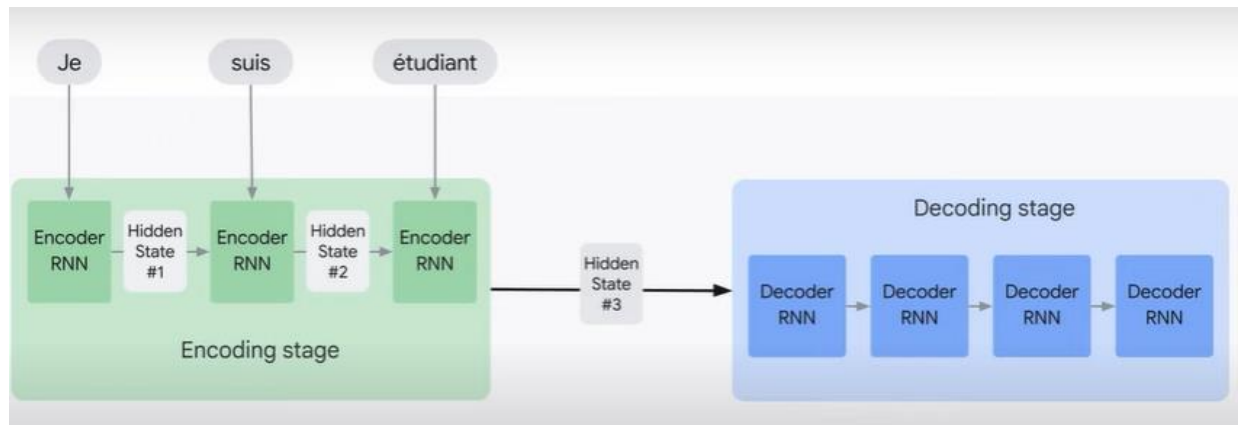 Je
suis
étudiant
Encoder
RNN
Hidden
State
#1
Encoder
RNN
Hidden
State
#2
Encoder
RNN
Encoding stage
Hidden
State
#3
Decoding stage
Decoder
RNN
Decoder
RNN
Decoder
RNN
Decoder
RNN